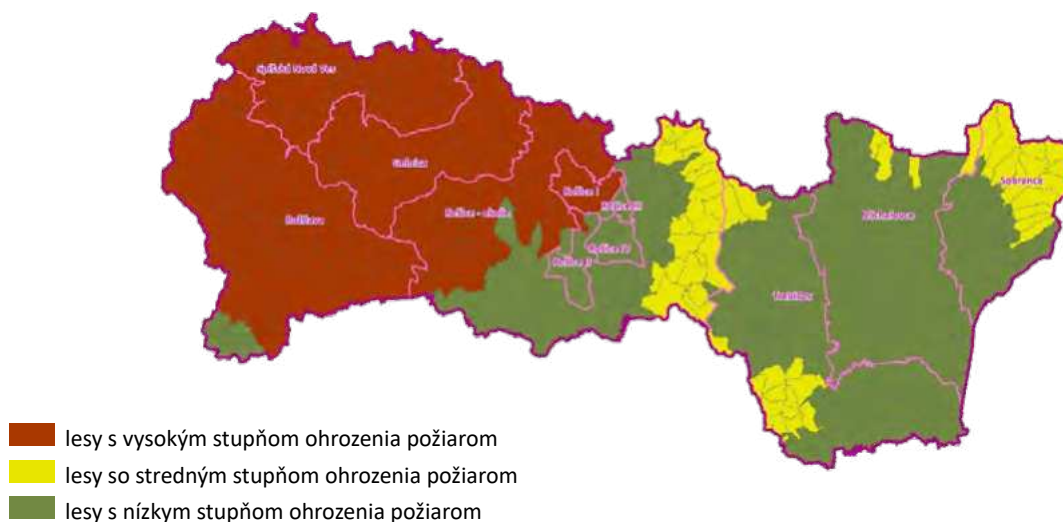 Spišská Nová Ves
Gelnica
Košice I
Rožňava
Košice - okolie
Košice III
Košice IV
Košice II
Sobrance
Michalovce
Trebišov
lesy s vysokým stupňom ohrozenia požiarom
lesy so stredným stupňom ohrozenia požiarom
lesy s nízkym stupňom ohrozenia požiarom